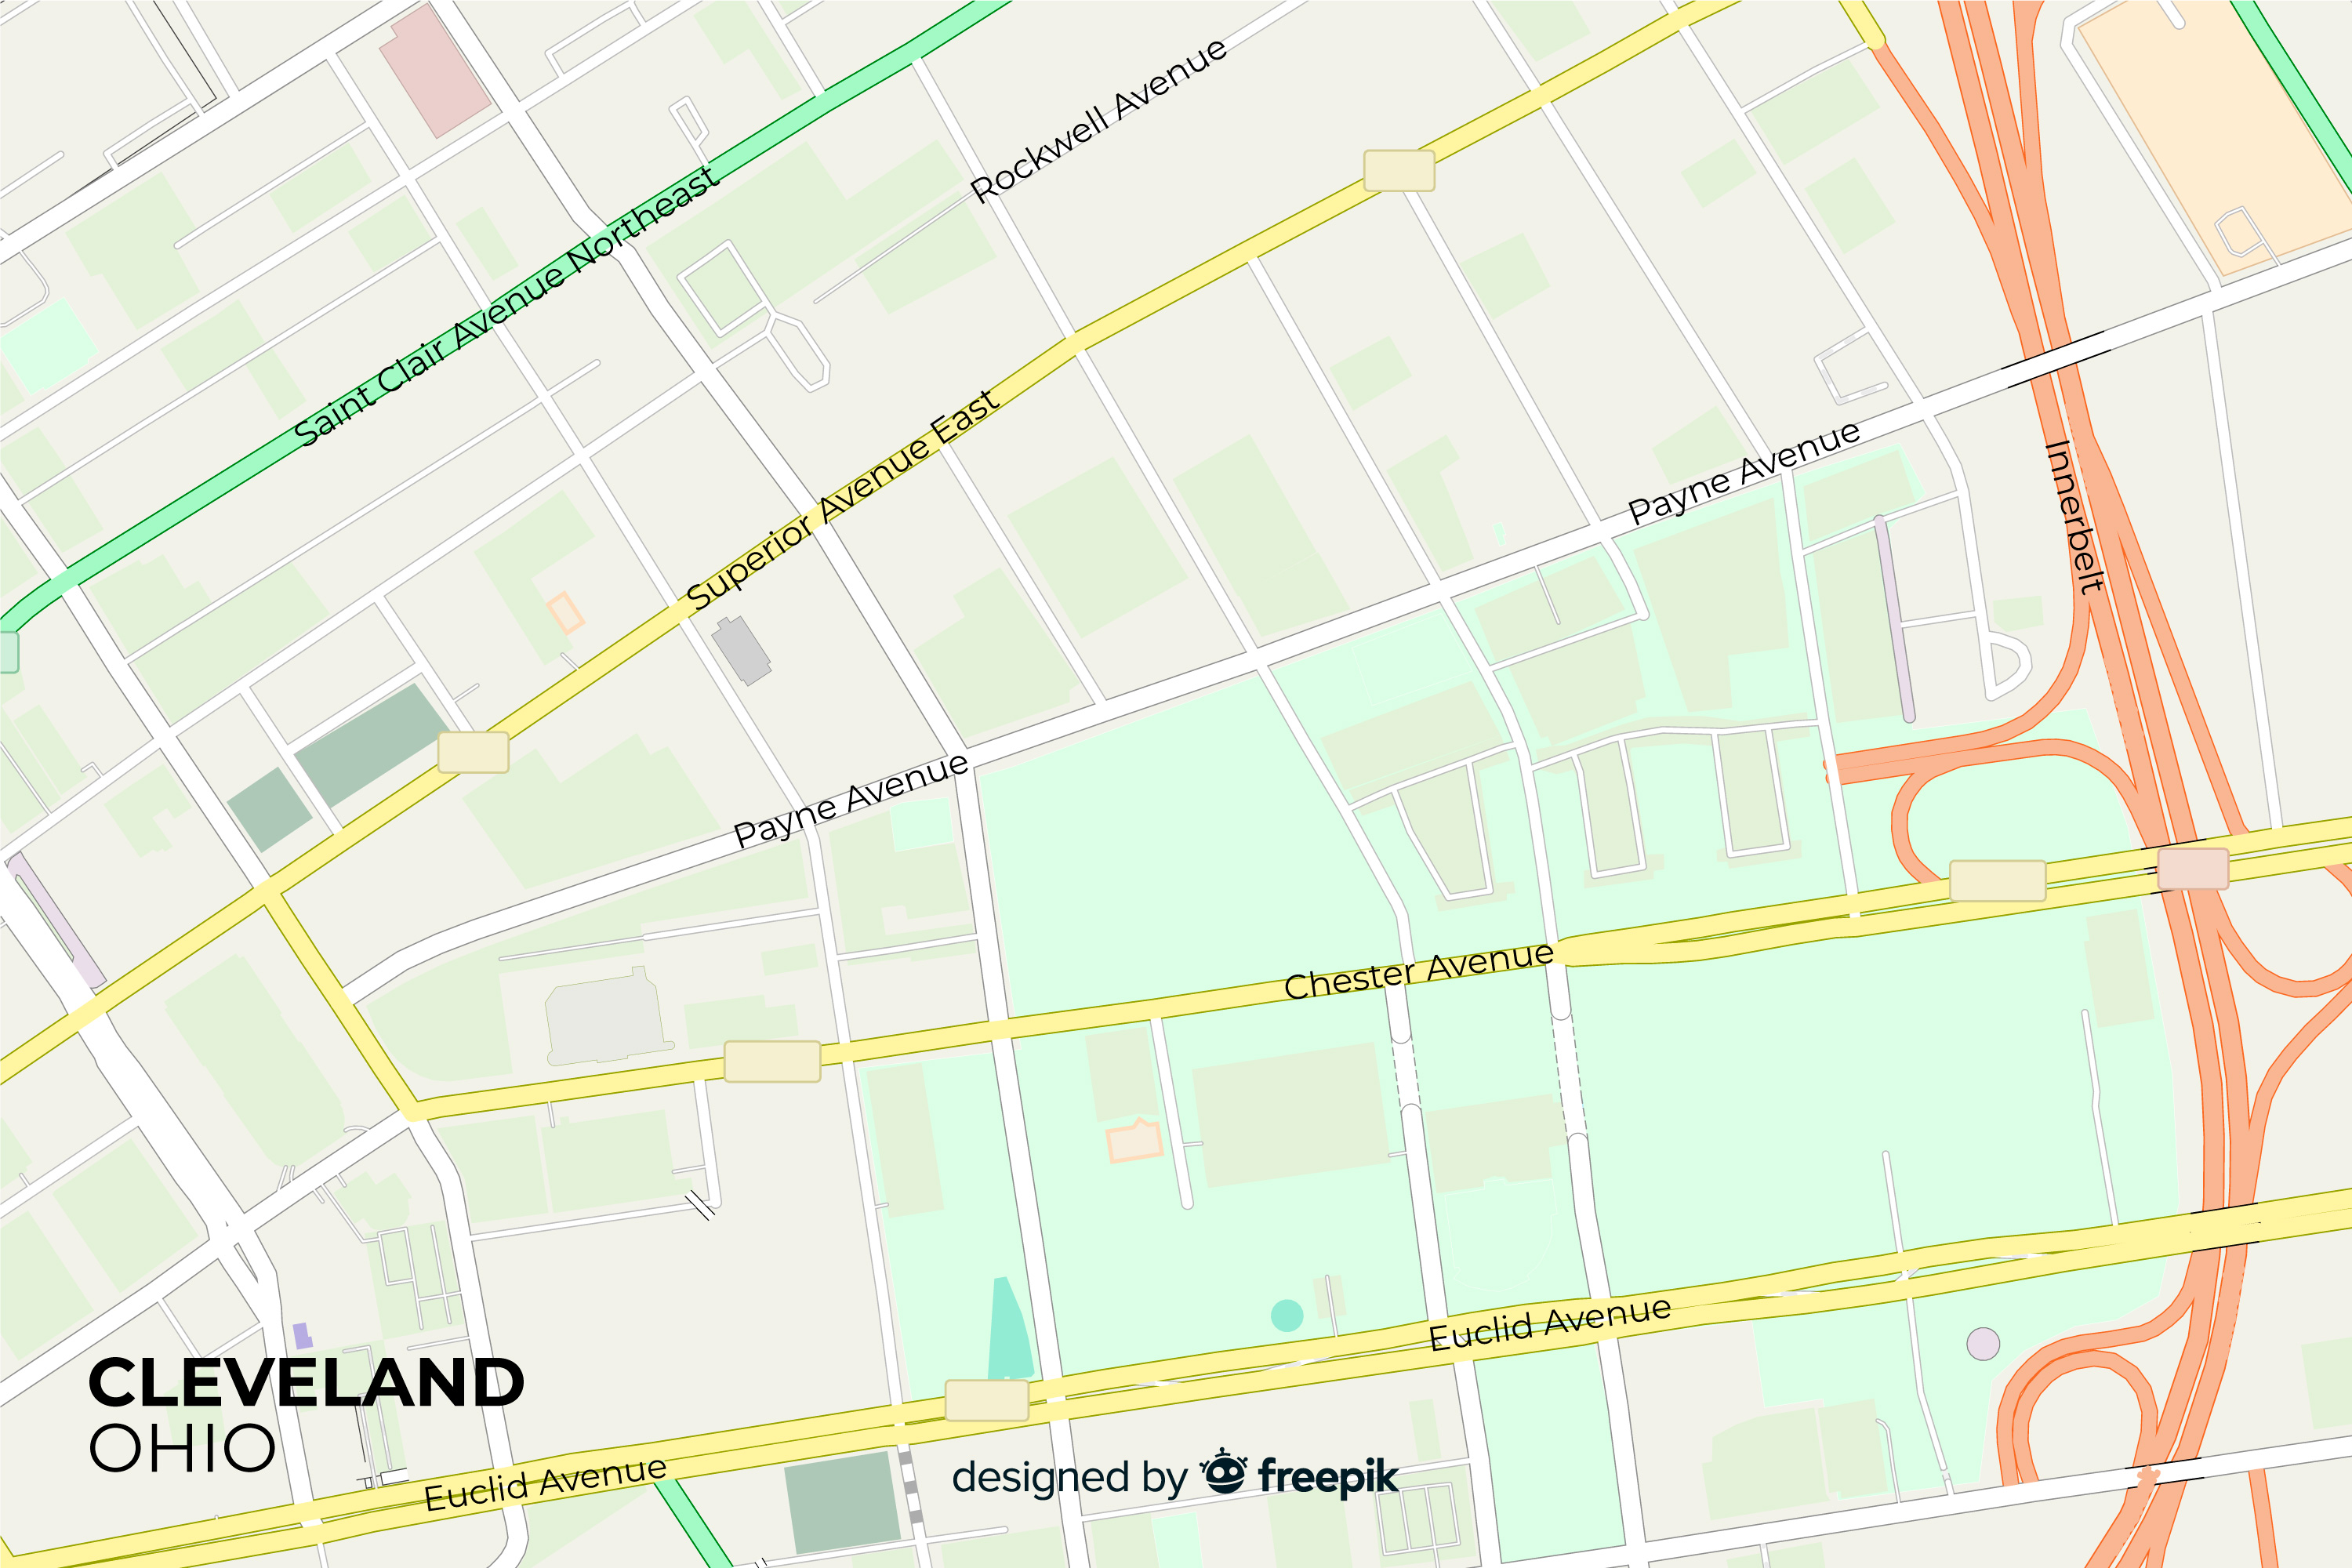 Rockwell Avenue
Saint Clair Avenue Northeast
Superior Avenue East
Payne Avenue
Innerbelt
Payne Avenue
Chester Avenue
Euclid Avenue
CLEVELAND
OHIO
Euclid Avenue
designed by freepik